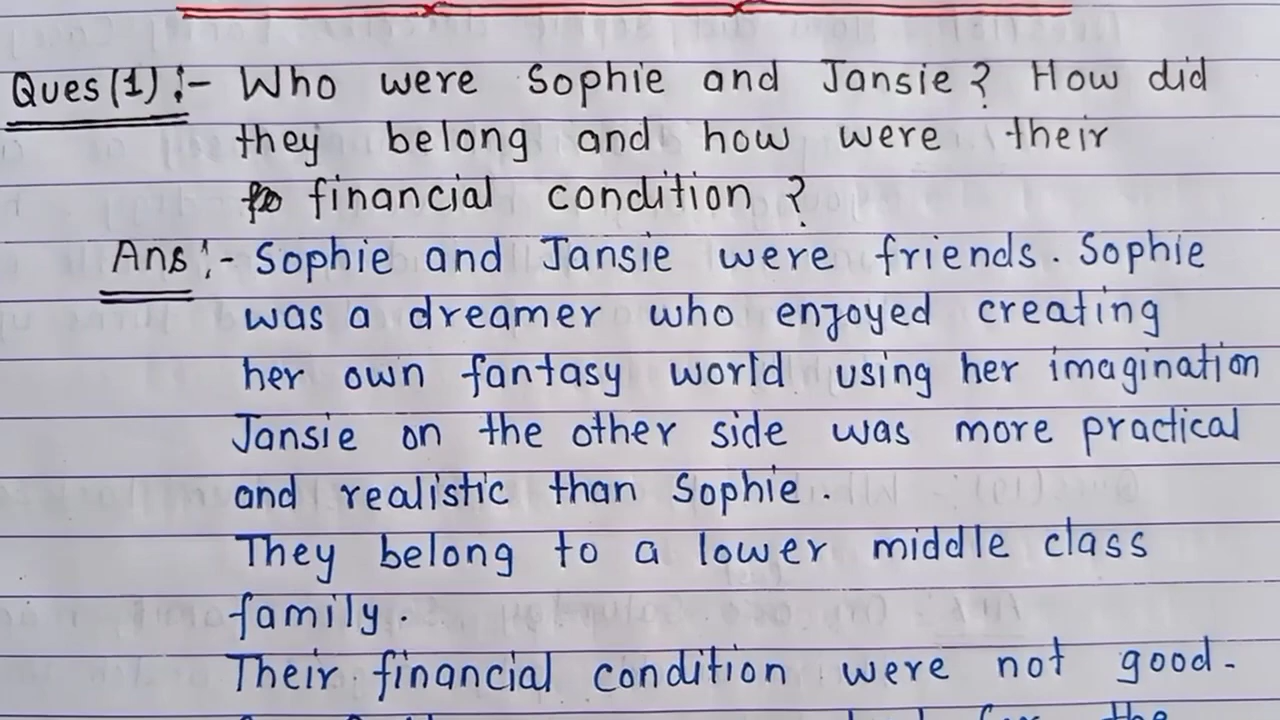 Ques (1) :- Who were Sophie and Jansie? How did
they belong and how were their
financial condition ?
Ans :- Sophie and Jansie were friends. Sophie
was a dreamer who enjoyed creating
her own fantasy world using her imagination
Jansie on the other side was more practical
and realistic than Sophie.
They belong to a lower middle class
family.
Their financial condition were not good.
for the